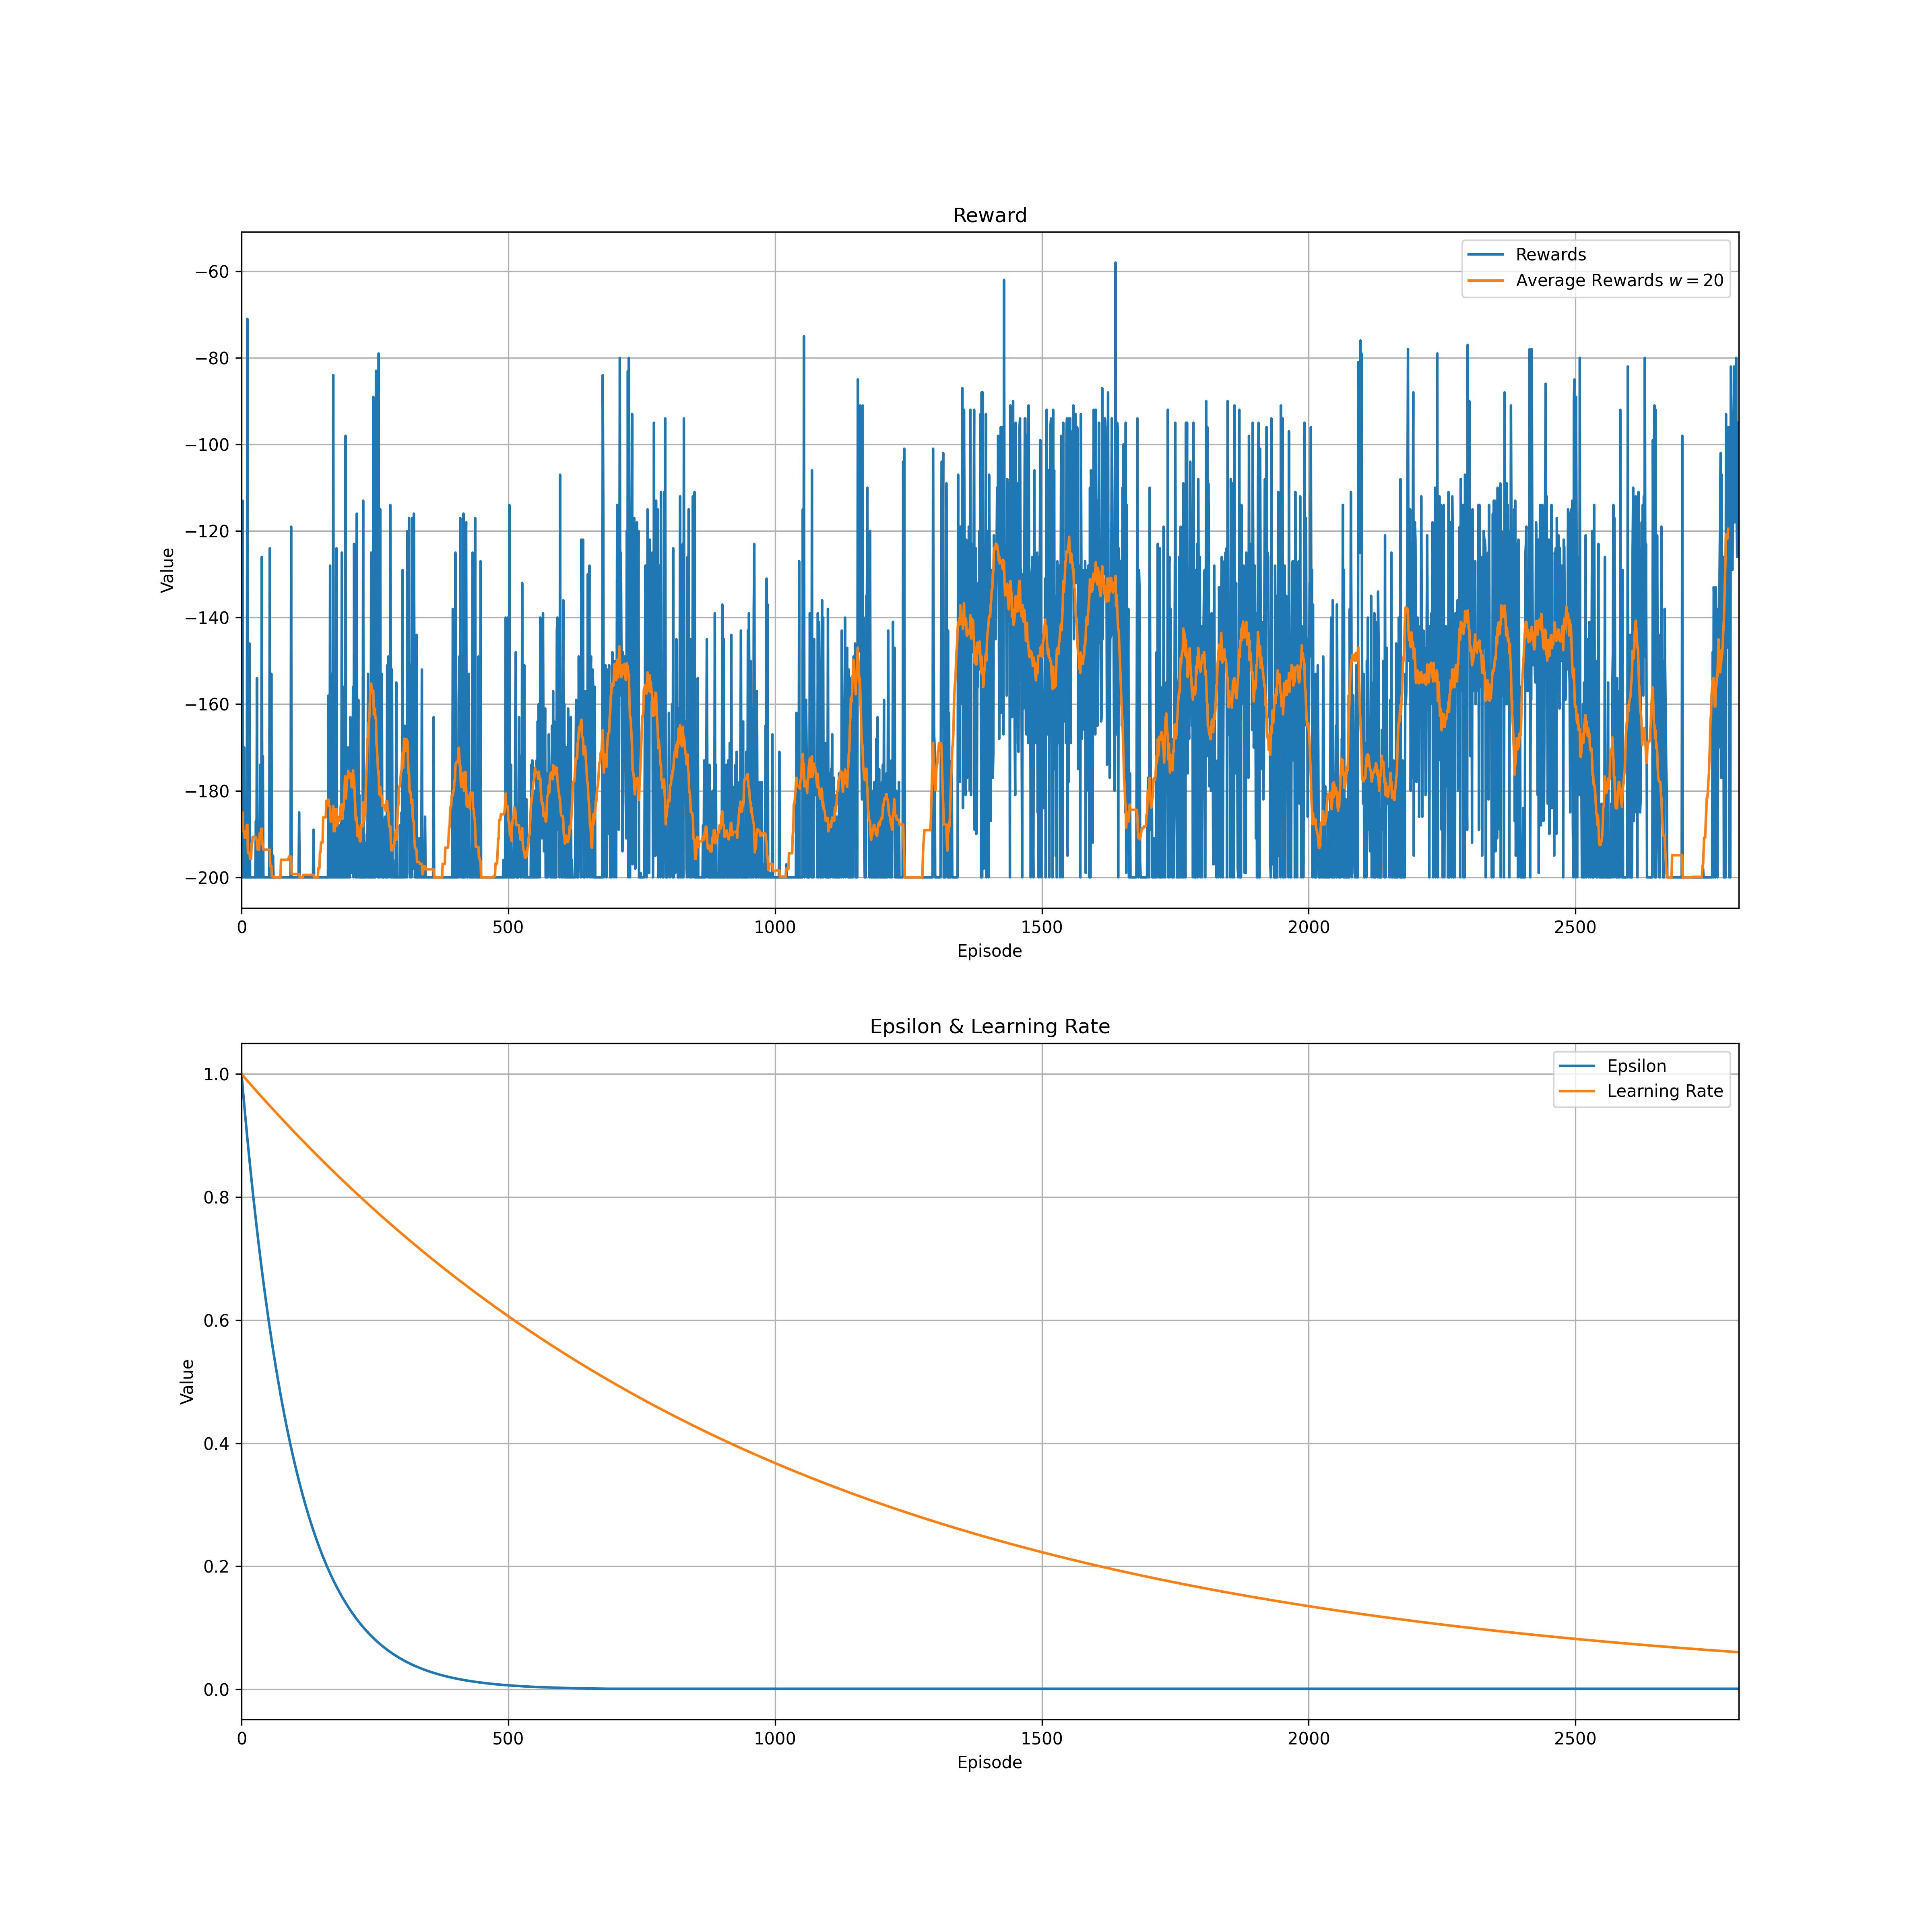 Reward
Rewards
Average Rewards w = 20
−60
−80
−100
−120
−140
−160
−180
−200
Value
0 500 1000 1500 2000 2500
Episode
Epsilon & Learning Rate
Epsilon
Learning Rate
1.0
0.8
0.6
0.4
0.2
0.0
Value
0 500 1000 1500 2000 2500
Episode